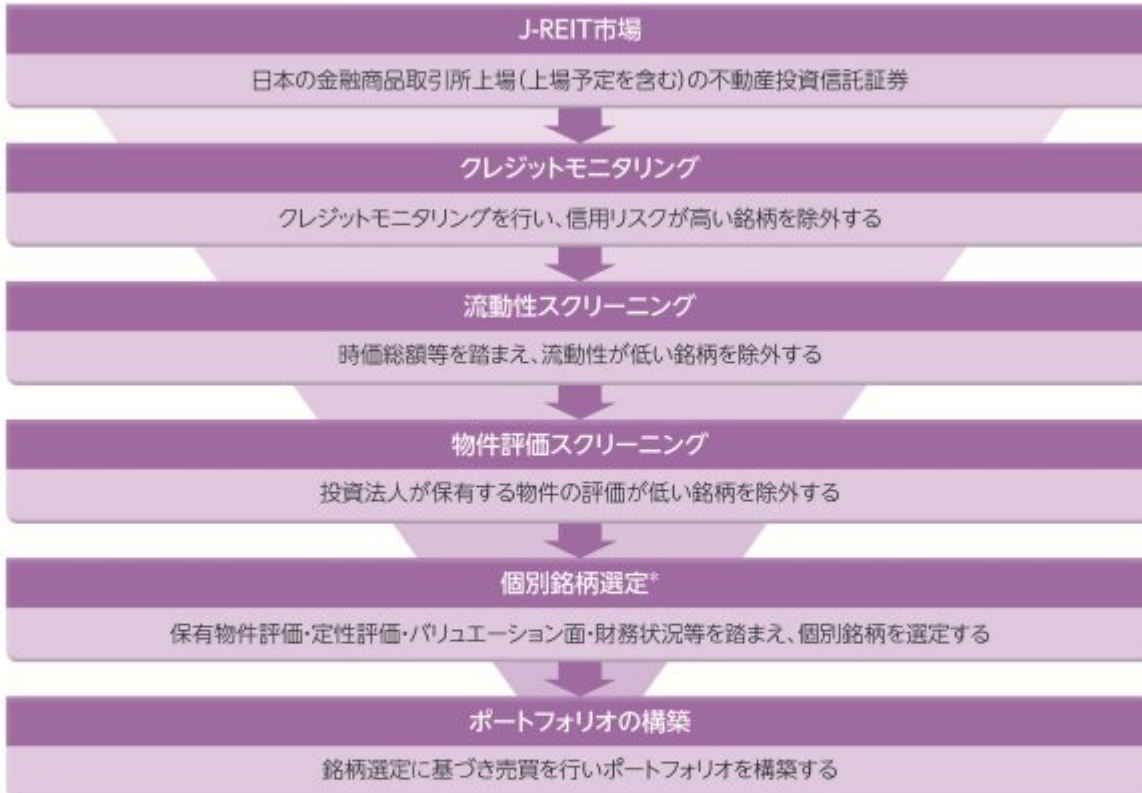 J-REIT市場
日本の金融商品取引所上場(上場予定を含む)の不動産投資信託証券
クレジットモニタリング
クレジットモニタリングを行い、信用リスクが高い銘柄を除外する
流動性スクリーニング
時価総額等を踏まえ、流動性が低い銘柄を除外する
物件評価スクリーニング
投資法人が保有する物件の評価が低い銘柄を除外する
個別銘柄選定*
保有物件評価・定性評価・バリュエーション面・財務状況等を踏まえ、個別銘柄を選定する
ポートフォリオの構築
銘柄選定に基づき売買を行いポートフォリオを構築する